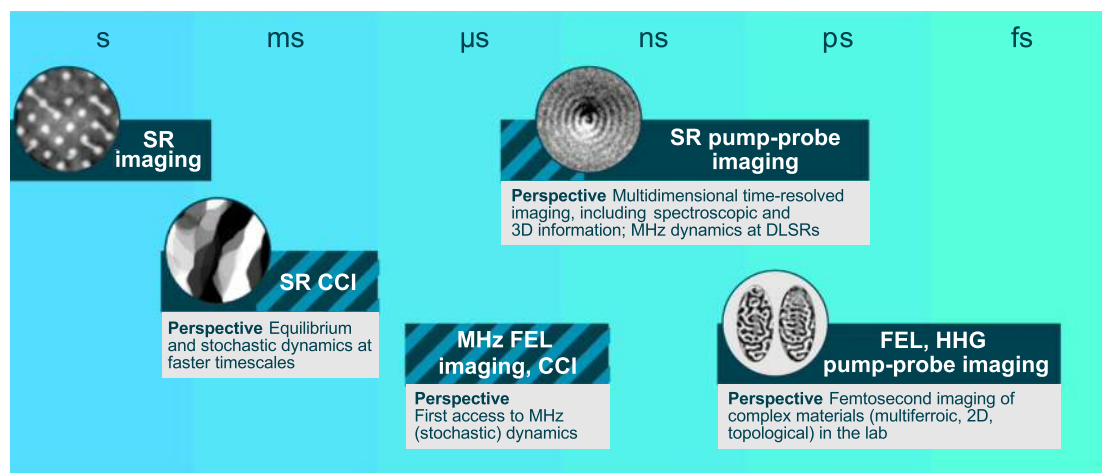 s ms µs ns ps fs
SR
imaging
SR pump-probe
imaging
Perspective Multidimensional time-resolved
imaging, including spectroscopic and
3D information; MHz dynamics at DLSRs
SR CCI
Perspective Equilibrium
and stochastic dynamics at
faster timescales
MHz FEL
imaging, CCI
Perspective
First access to MHz
(stochastic) dynamics
FEL, HHG
pump-probe imaging
Perspective Femtosecond imaging of
complex materials (multiferroic, 2D,
topological) in the lab